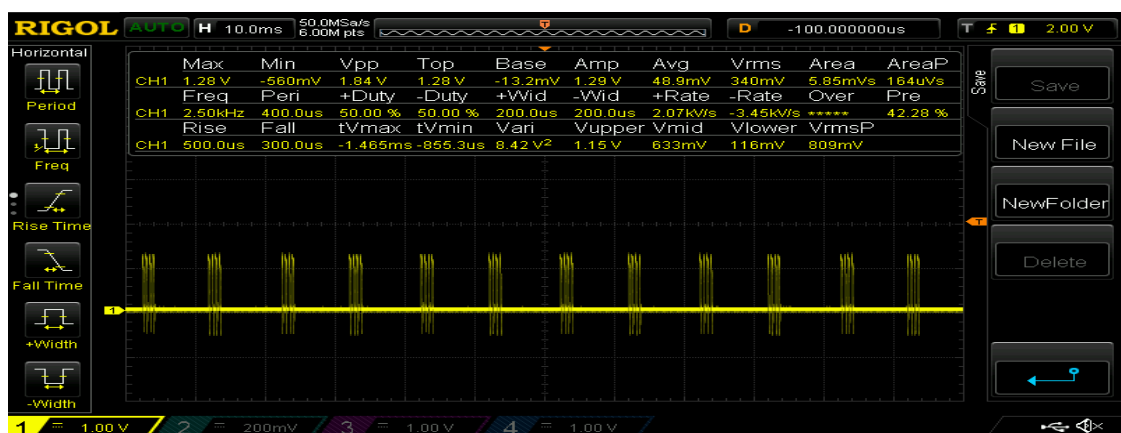 RIGOL AUTO H 10.0ms 50.0MSa/s 6.00M pts T D -100.000000us T 1 2.00 V
Horizontal
Period
Freq
Rise Time
Fall Time
+Width
-Width
Max Min Vpp Top Base Amp Avg Vrms Area AreaP
CH1 1.28 V -560mV 1.84 V 1.28 V -13.2mV 1.29 V 48.9mV 340mV 5.85mVs 164uVs
Freq Peri +Duty -Duty +Wid -Wid +Rate -Rate Over Pre
CH1 2.50kHz 400.0us 50.00 % 50.00 % 200.0us 200.0us 2.07kV/s -3.45kV/s ***** 42.28 %
Rise Fall tVmax tVmin Vari Vupper Vmid Vlower VrmsP
CH1 500.0us 300.0us -1.465ms -855.3us 8.42 V² 1.15 V 633mV 116mV 809mV
1
T
Save
Save
New File
NewFolder
Delete
1 = 1.00 V 2 = 200mV 3 = 1.00 V 4 = 1.00 V